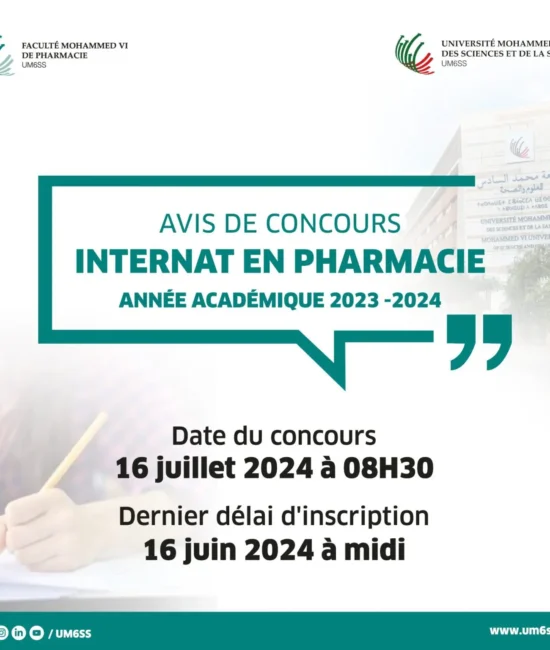 FACULTÉ MOHAMMED VI
DE PHARMACIE
UM6SS
UNIVERSITÉ MOHAMMED
DES SCIENCES ET DE LA S
UM6SS
AVIS DE CONCOURS
INTERNAT EN PHARMACIE
ANNÉE ACADÉMIQUE 2023 -2024
Date du concours
16 juillet 2024 à 08H30
Dernier délai d'inscription
16 juin 2024 à midi
/ UM6SS
www.um6s